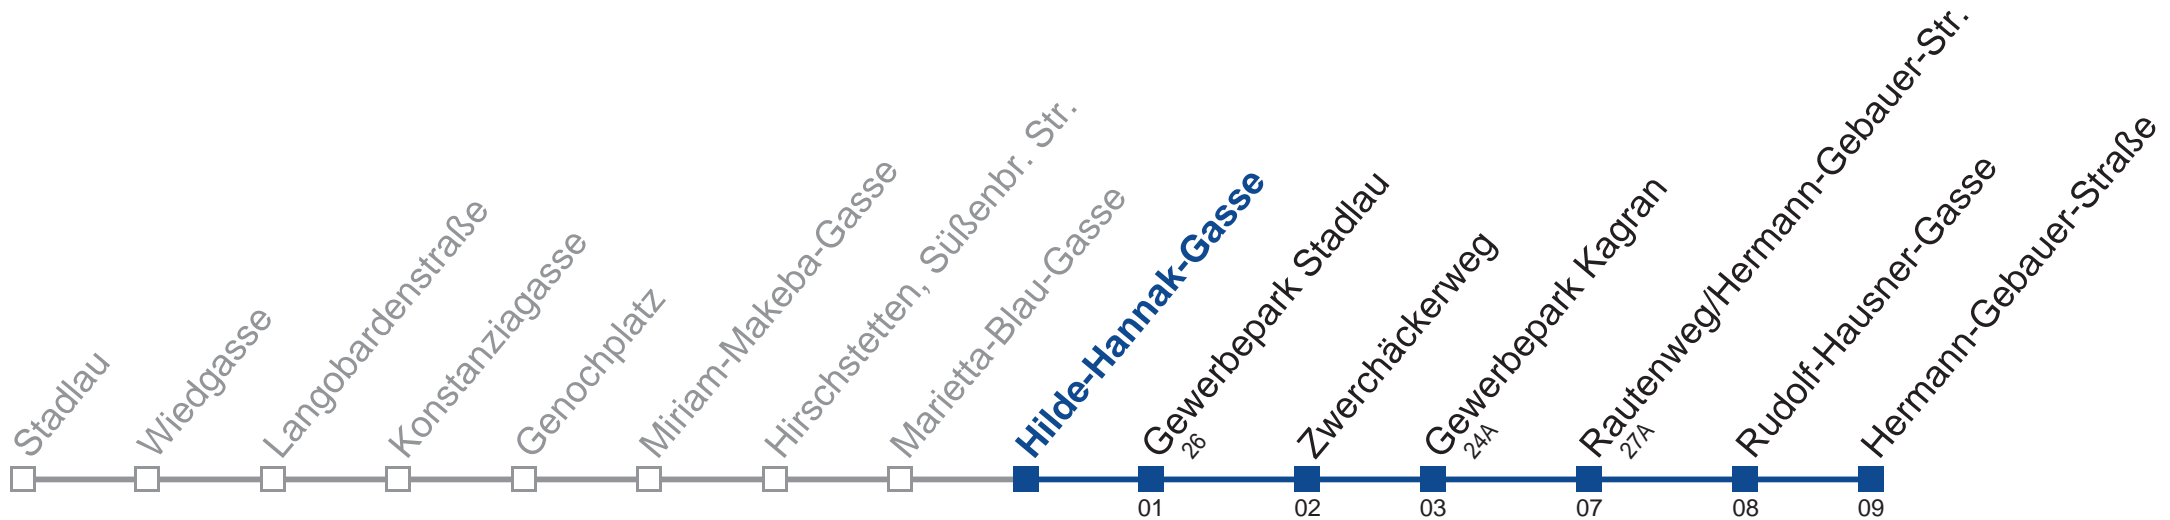 Stadlau
Wiedgasse
Langobardenstraße
Konstanziagasse
Genochplatz
Miriam-Makeba-Gasse
Hirschstetten, Süßenbr. Str.
Marietta-Blau-Gasse
Hilde-Hannak-Gasse
Gewerbepark Stadlau
26
Zwerchäckerweg
Gewerbepark Kagran
24A
Rautenweg/Hermann-Gebauer-Str.
27A
Rudolf-Hausner-Gasse
Hermann-Gebauer-Straße
01 02 03 07 08 09